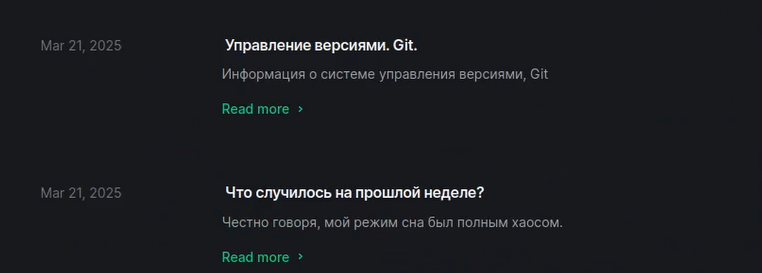 Mar 21, 2025
Управление версиями. Git.
Информация о системе управления версиями, Git
Read more >
Mar 21, 2025
Что случилось на прошлой неделе?
Честно говоря, мой режим сна был полным хаосом.
Read more >